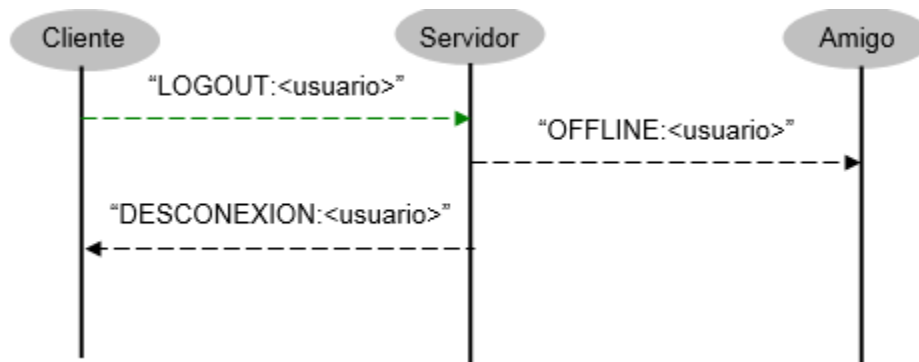 Cliente
Servidor
Amigo
“LOGOUT:<usuario>”
“OFFLINE:<usuario>”
“DESCONEXION:<usuario>”